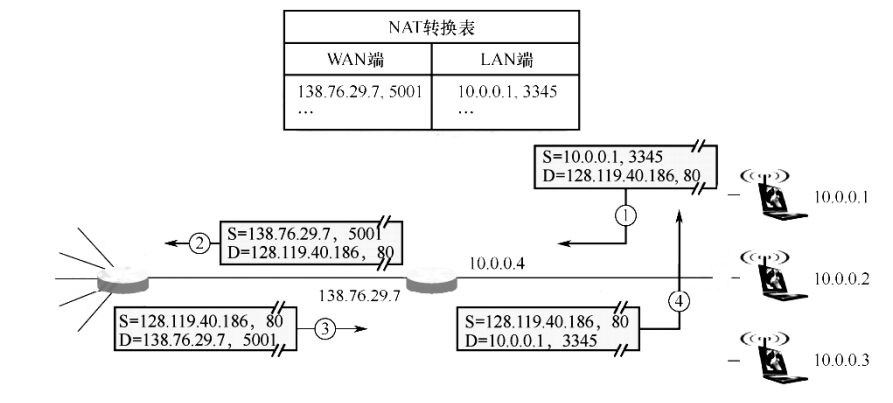 NAT转换表
WAN端 LAN端
138.76.29.7, 5001 10.0.0.1, 3345
… …
S=10.0.0.1, 3345
D=128.119.40.186, 80
10.0.0.1
①
S=138.76.29.7，5001
D=128.119.40.186，80
②
10.0.0.4
10.0.0.2
138.76.29.7
④
S=128.119.40.186，80
D=138.76.29.7，5001
③
S=128.119.40.186，80
D=10.0.0.1，3345
10.0.0.3